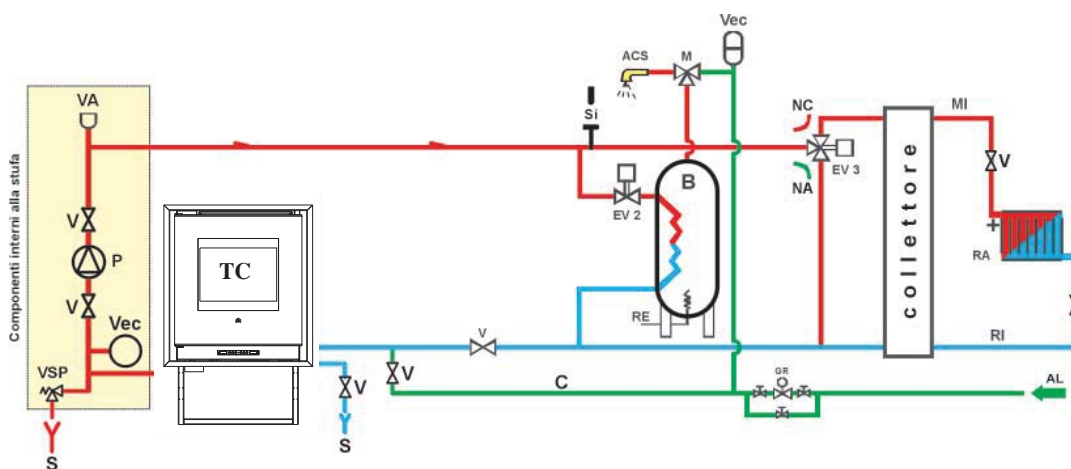 Componenti interni alla stufa
VA
V
P
V
Vec
VSP
S
TC
V
S
V
V
C
Si
EV 2
ACS
M
Vec
B
RE
NC
NA
EV 3
GR
collettore
MI
V
+
RA
RI
AL